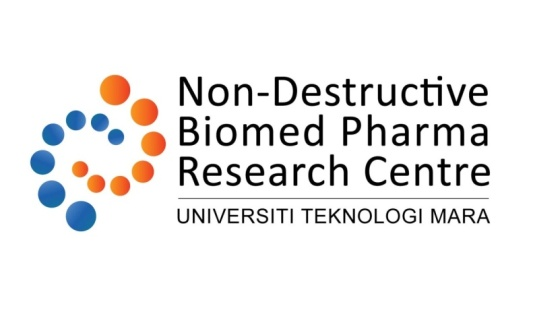 Non-Destructive
Biomed Pharma
Research Centre
UNIVERSITI TEKNOLOGI MARA